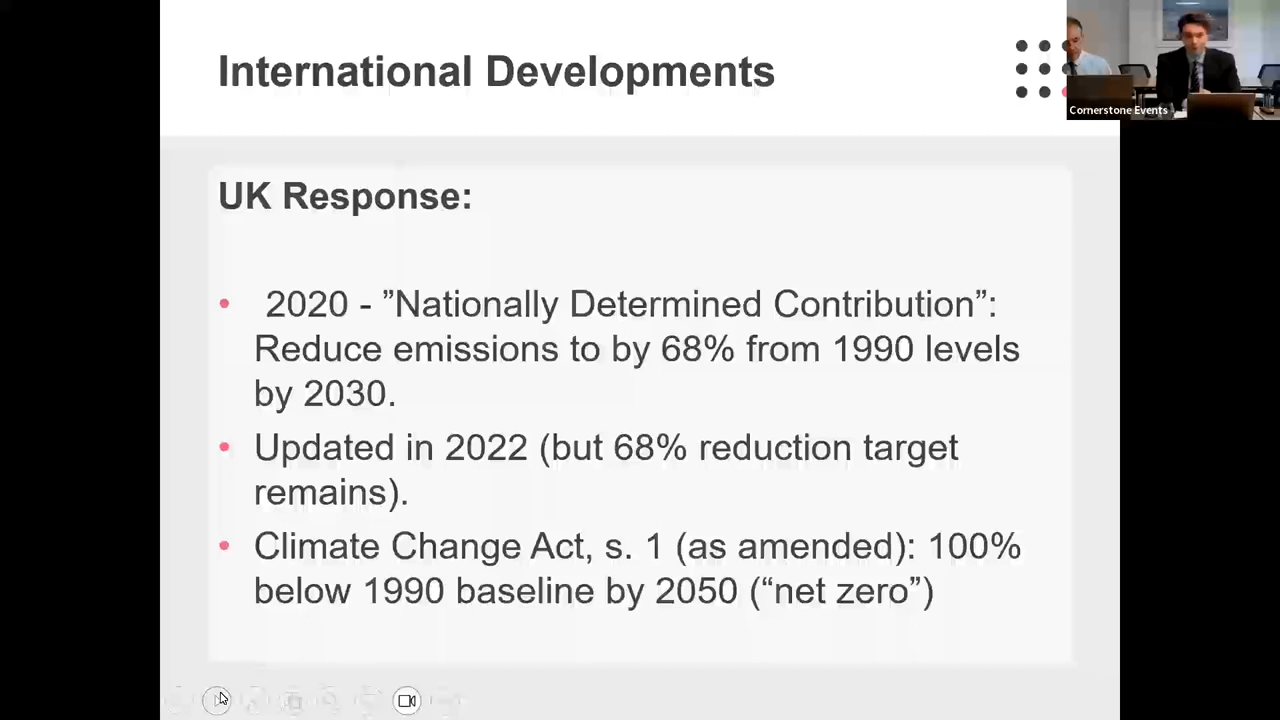 International Developments
Cornerstone Events
UK Response:
2020 - ”Nationally Determined Contribution”:
Reduce emissions to by 68% from 1990 levels
by 2030.
Updated in 2022 (but 68% reduction target
remains).
Climate Change Act, s. 1 (as amended): 100%
below 1990 baseline by 2050 (“net zero”)